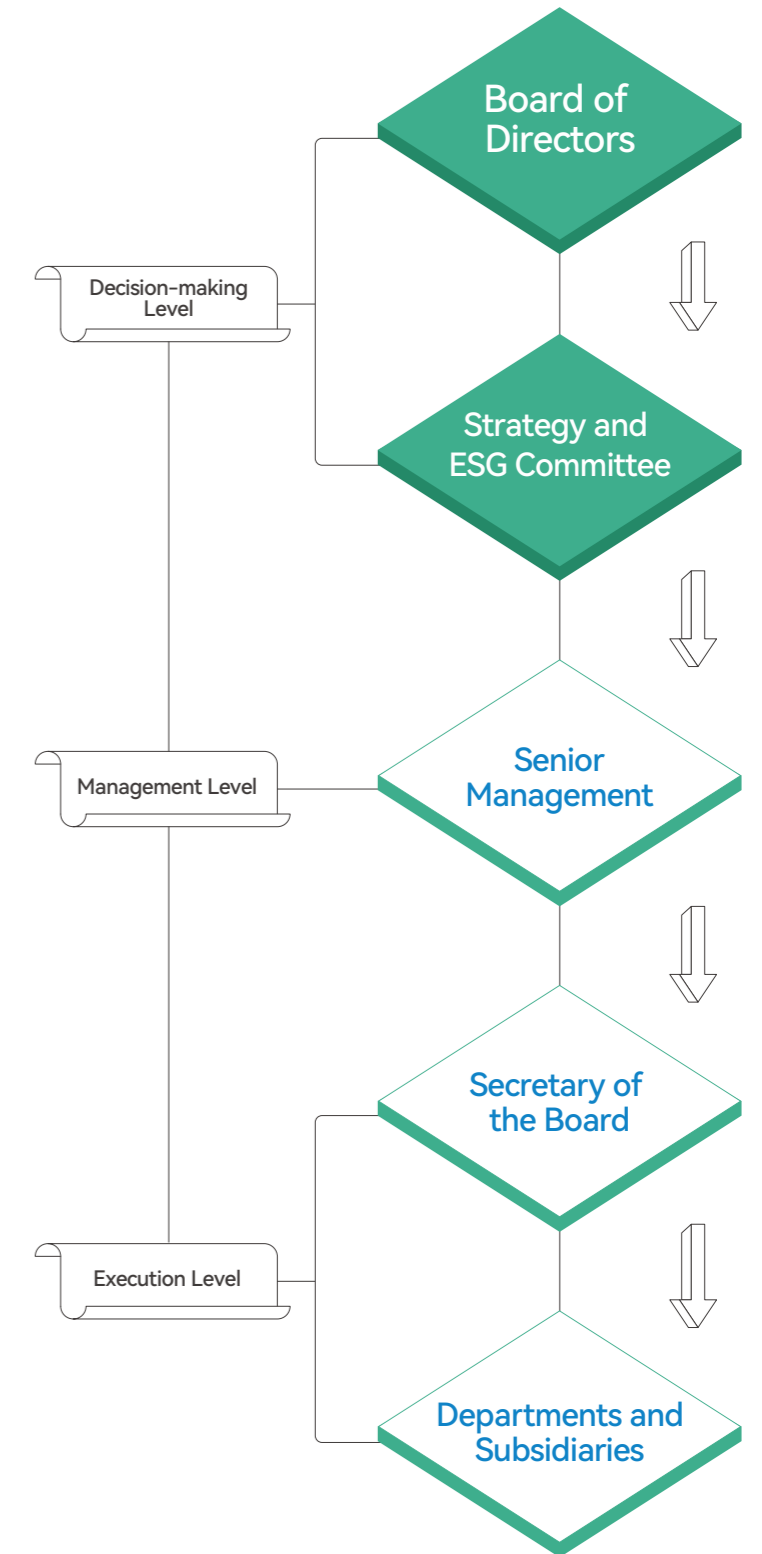 Board of
Directors
Decision-making
Level
Strategy and
ESG Committee
Senior
Management
Management Level
Secretary of
the Board
Execution Level
Departments and
Subsidiaries